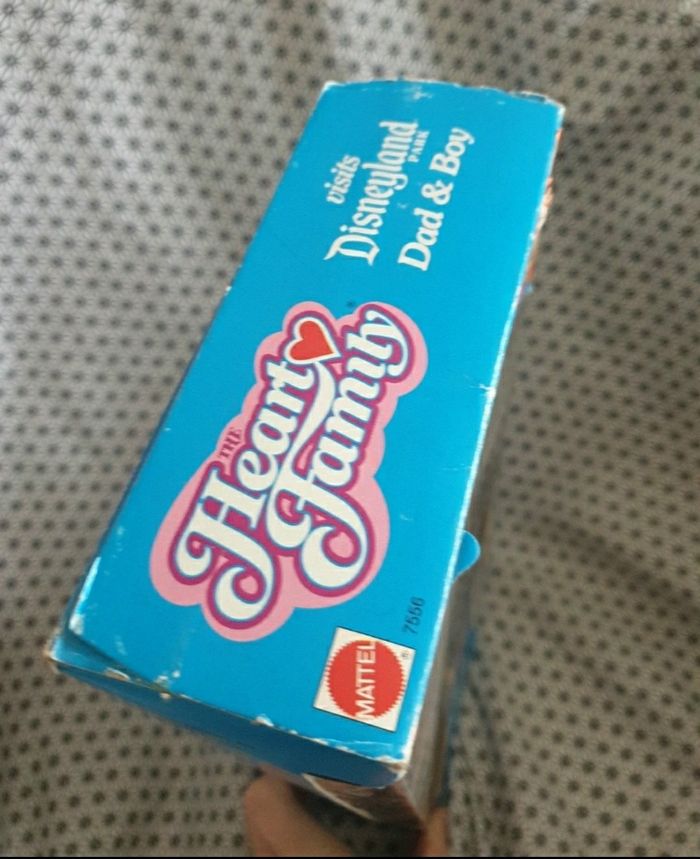 THE
Heart
Family
®
visits
Disneyland
PARK
Dad & Boy
MATTEL
®
7556